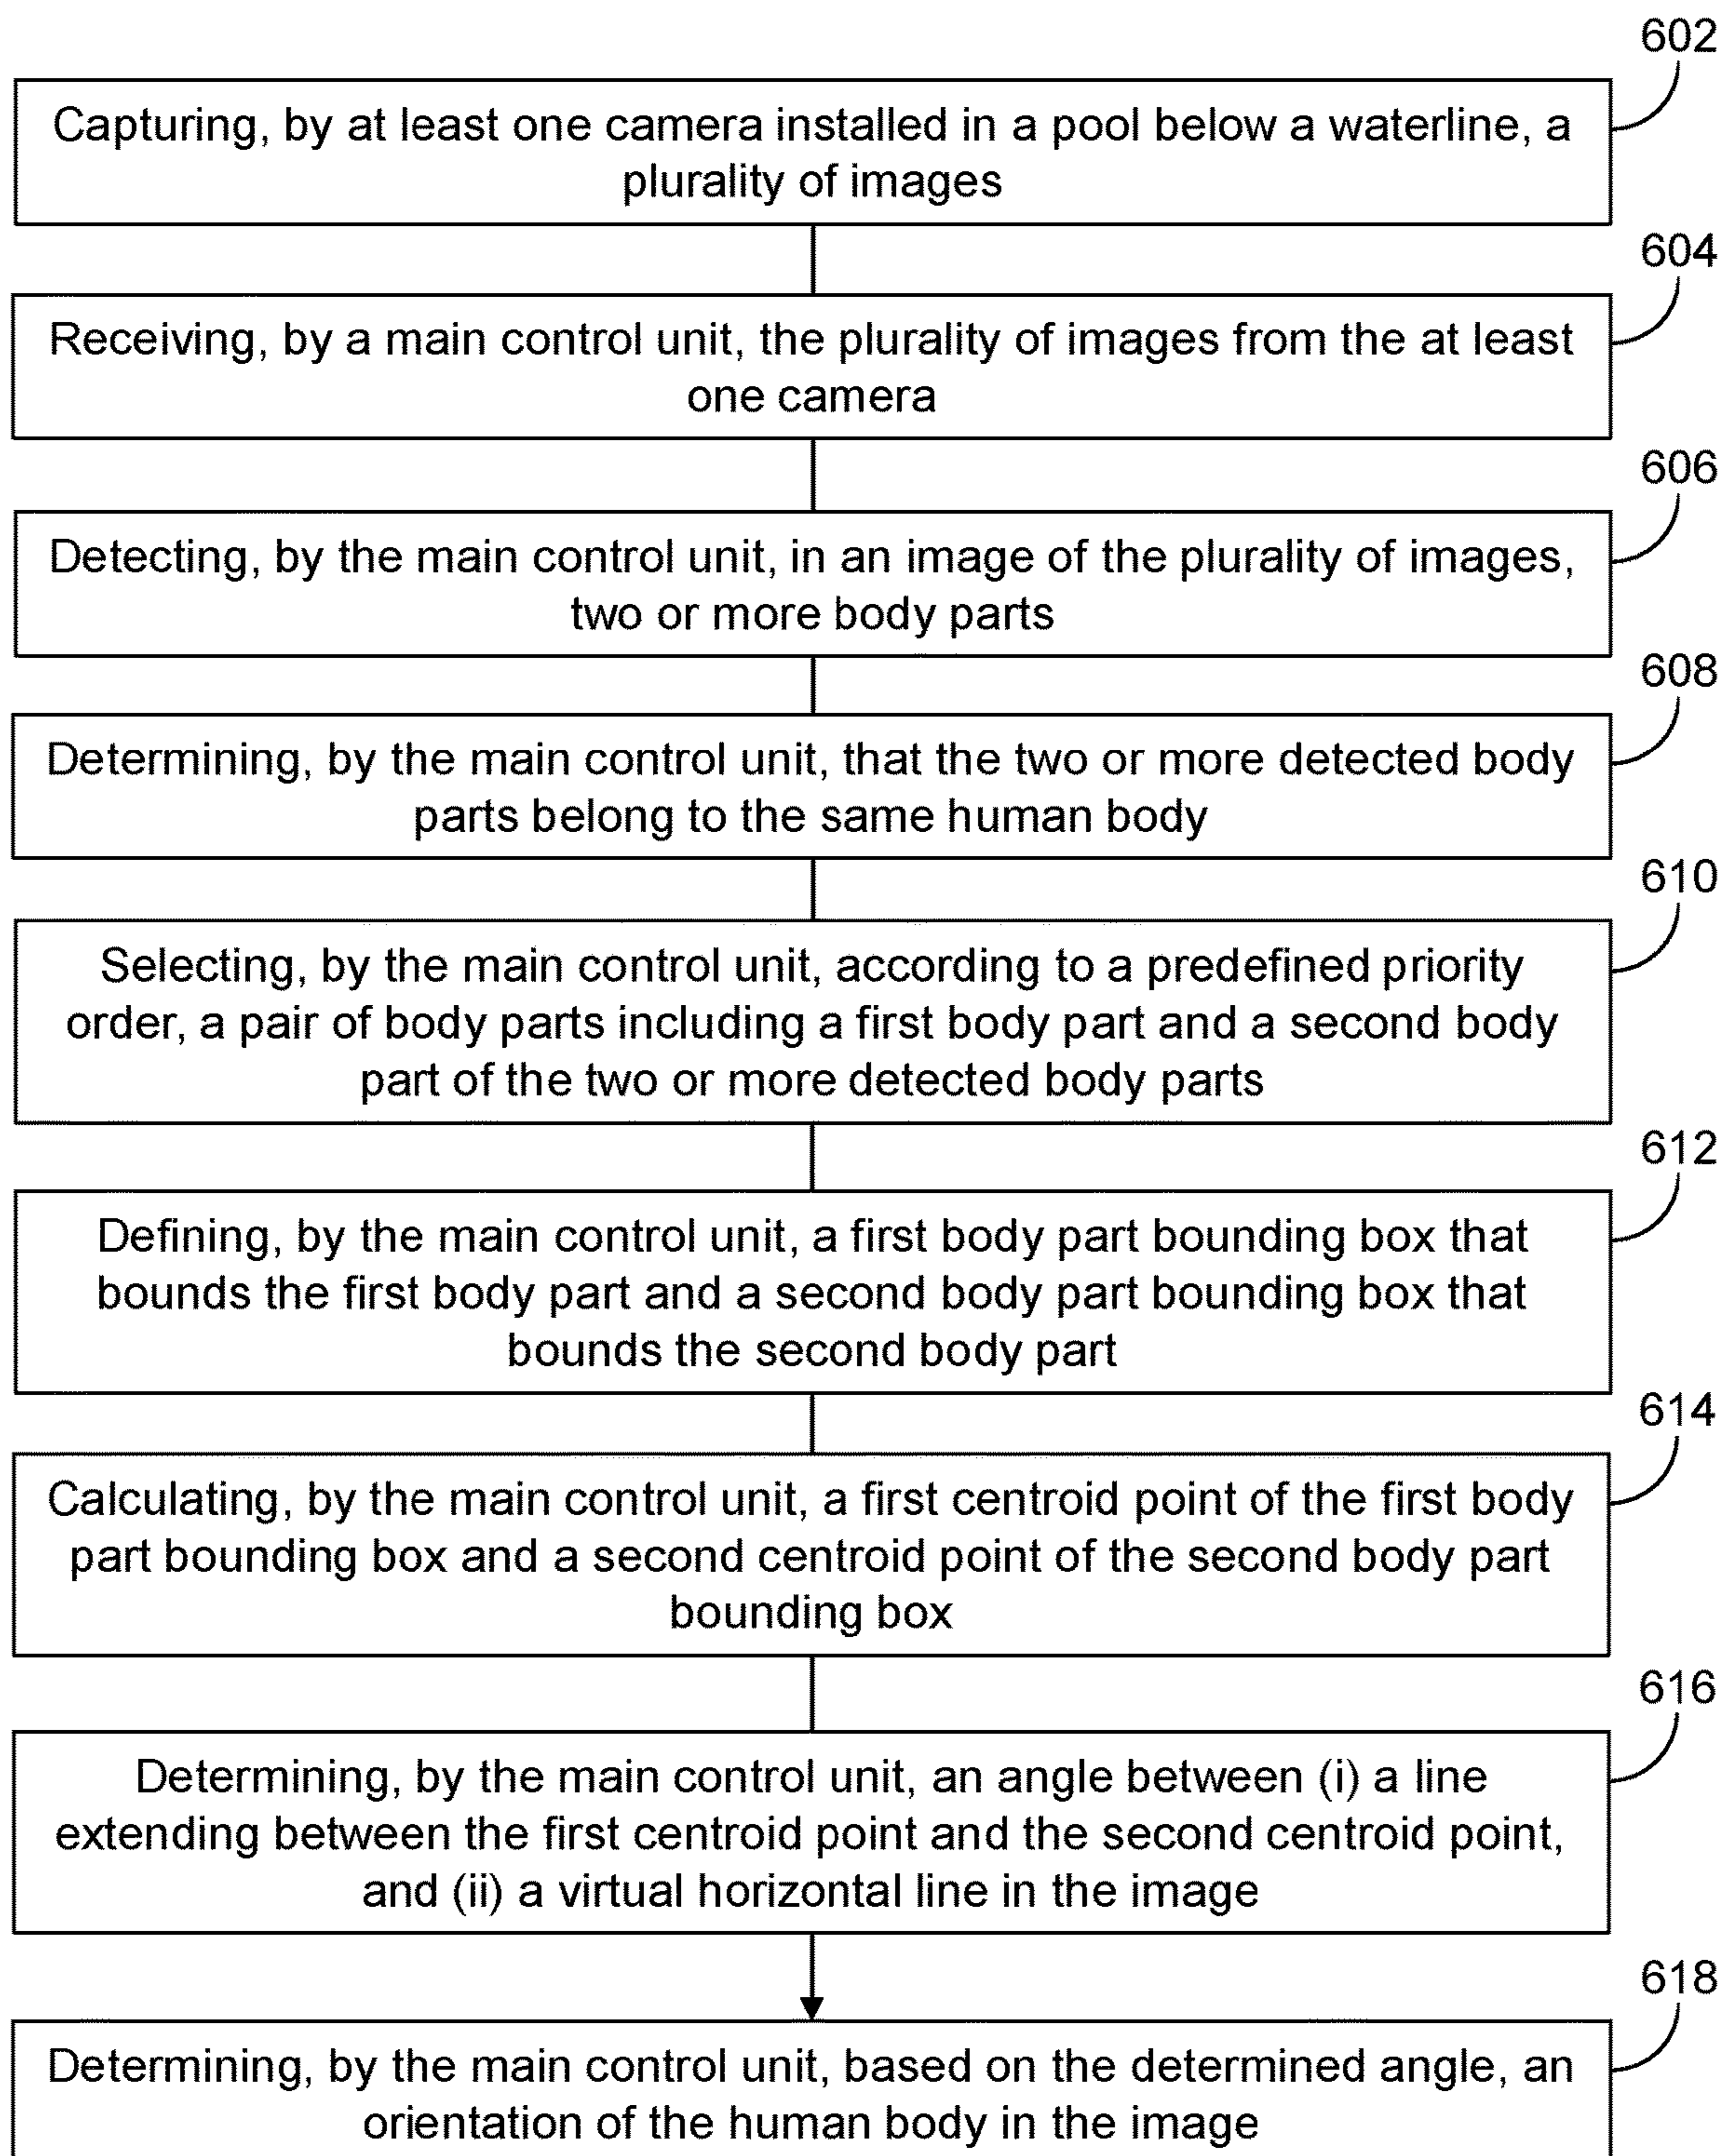 602
Capturing, by at least one camera installed in a pool below a waterline, a
plurality of images
604
Receiving, by a main control unit, the plurality of images from the at least
one camera
606
Detecting, by the main control unit, in an image of the plurality of images,
two or more body parts
608
Determining, by the main control unit, that the two or more detected body
parts belong to the same human body
610
Selecting, by the main control unit, according to a predefined priority
order, a pair of body parts including a first body part and a second body
part of the two or more detected body parts
612
Defining, by the main control unit, a first body part bounding box that
bounds the first body part and a second body part bounding box that
bounds the second body part
614
Calculating, by the main control unit, a first centroid point of the first body
part bounding box and a second centroid point of the second body part
bounding box
616
Determining, by the main control unit, an angle between (i) a line
extending between the first centroid point and the second centroid point,
and (ii) a virtual horizontal line in the image
618
Determining, by the main control unit, based on the determined angle, an
orientation of the human body in the image